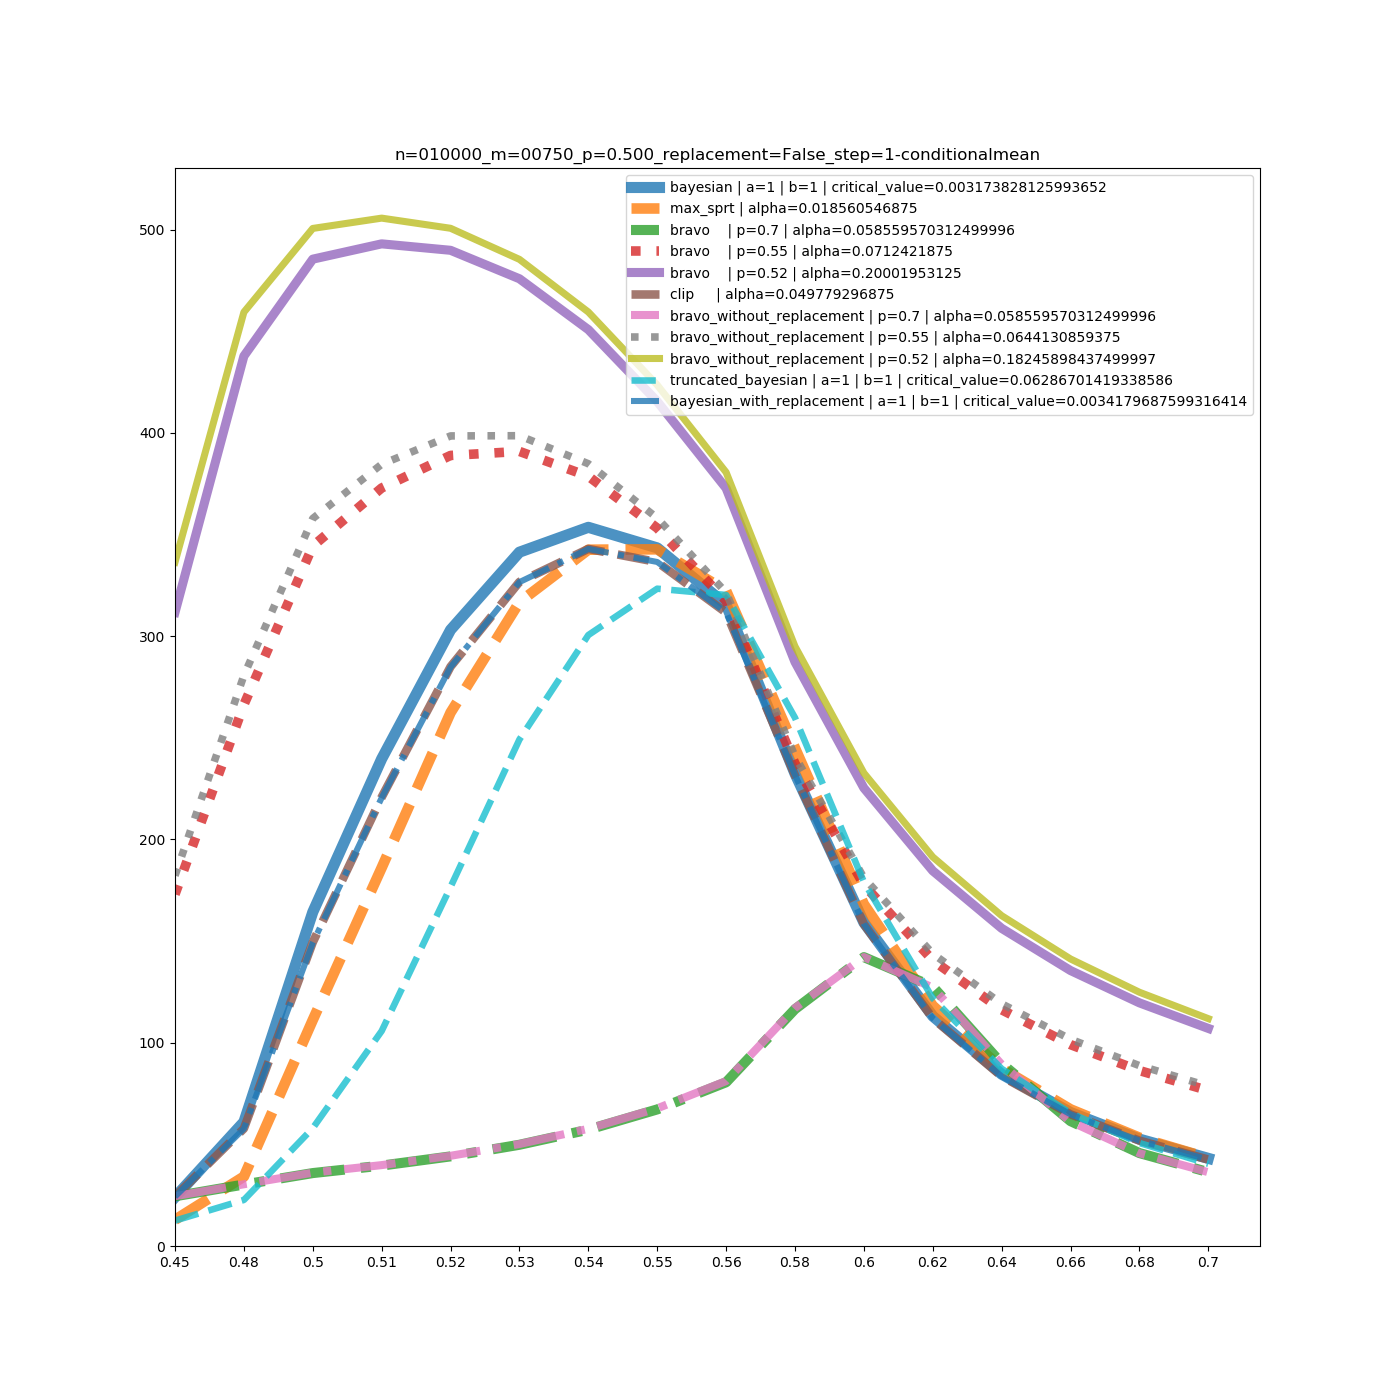 n=010000_m=00750_p=0.500_replacement=False_step=1-conditionalmean
bayesian | a=1 | b=1 | critical_value=0.003173828125993652
max_sprt | alpha=0.018560546875
bravo | p=0.7 | alpha=0.058559570312499996
bravo | p=0.55 | alpha=0.0712421875
bravo | p=0.52 | alpha=0.20001953125
clip | alpha=0.049779296875
bravo_without_replacement | p=0.7 | alpha=0.058559570312499996
bravo_without_replacement | p=0.55 | alpha=0.0644130859375
bravo_without_replacement | p=0.52 | alpha=0.18245898437499997
truncated_bayesian | a=1 | b=1 | critical_value=0.06286701419338586
bayesian_with_replacement | a=1 | b=1 | critical_value=0.0034179687599316414
500
400
300
200
100
0
0.45 0.48 0.5 0.51 0.52 0.53 0.54 0.55 0.56 0.58 0.6 0.62 0.64 0.66 0.68 0.7